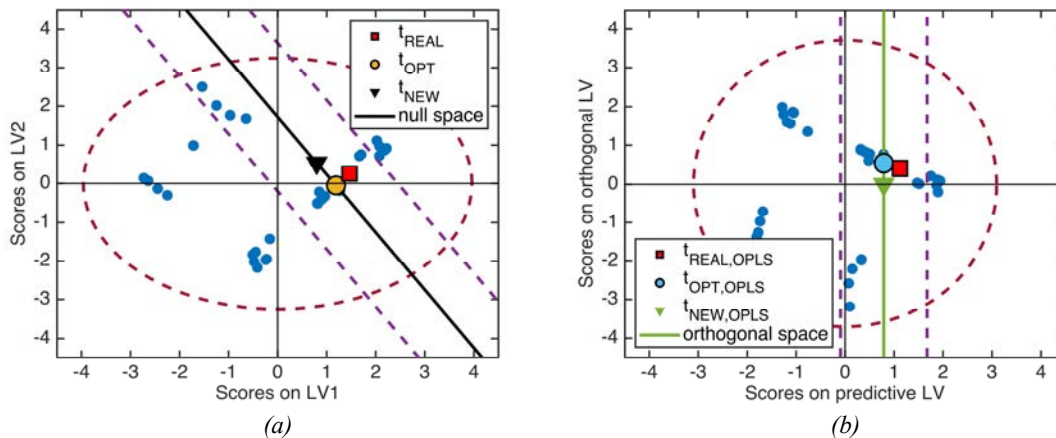 4
3
2
1
0
-1
-2
-3
-4
Scores on LV2
t_REAL
t_OPT
t_NEW
null space
-4 -3 -2 -1 0 1 2 3 4
Scores on LV1
(a)
4
3
2
1
0
-1
-2
-3
-4
Scores on orthogonal LV
t_REAL,OPLS
t_OPT,OPLS
t_NEW,OPLS
orthogonal space
-4 -3 -2 -1 0 1 2 3 4
Scores on predictive LV
(b)